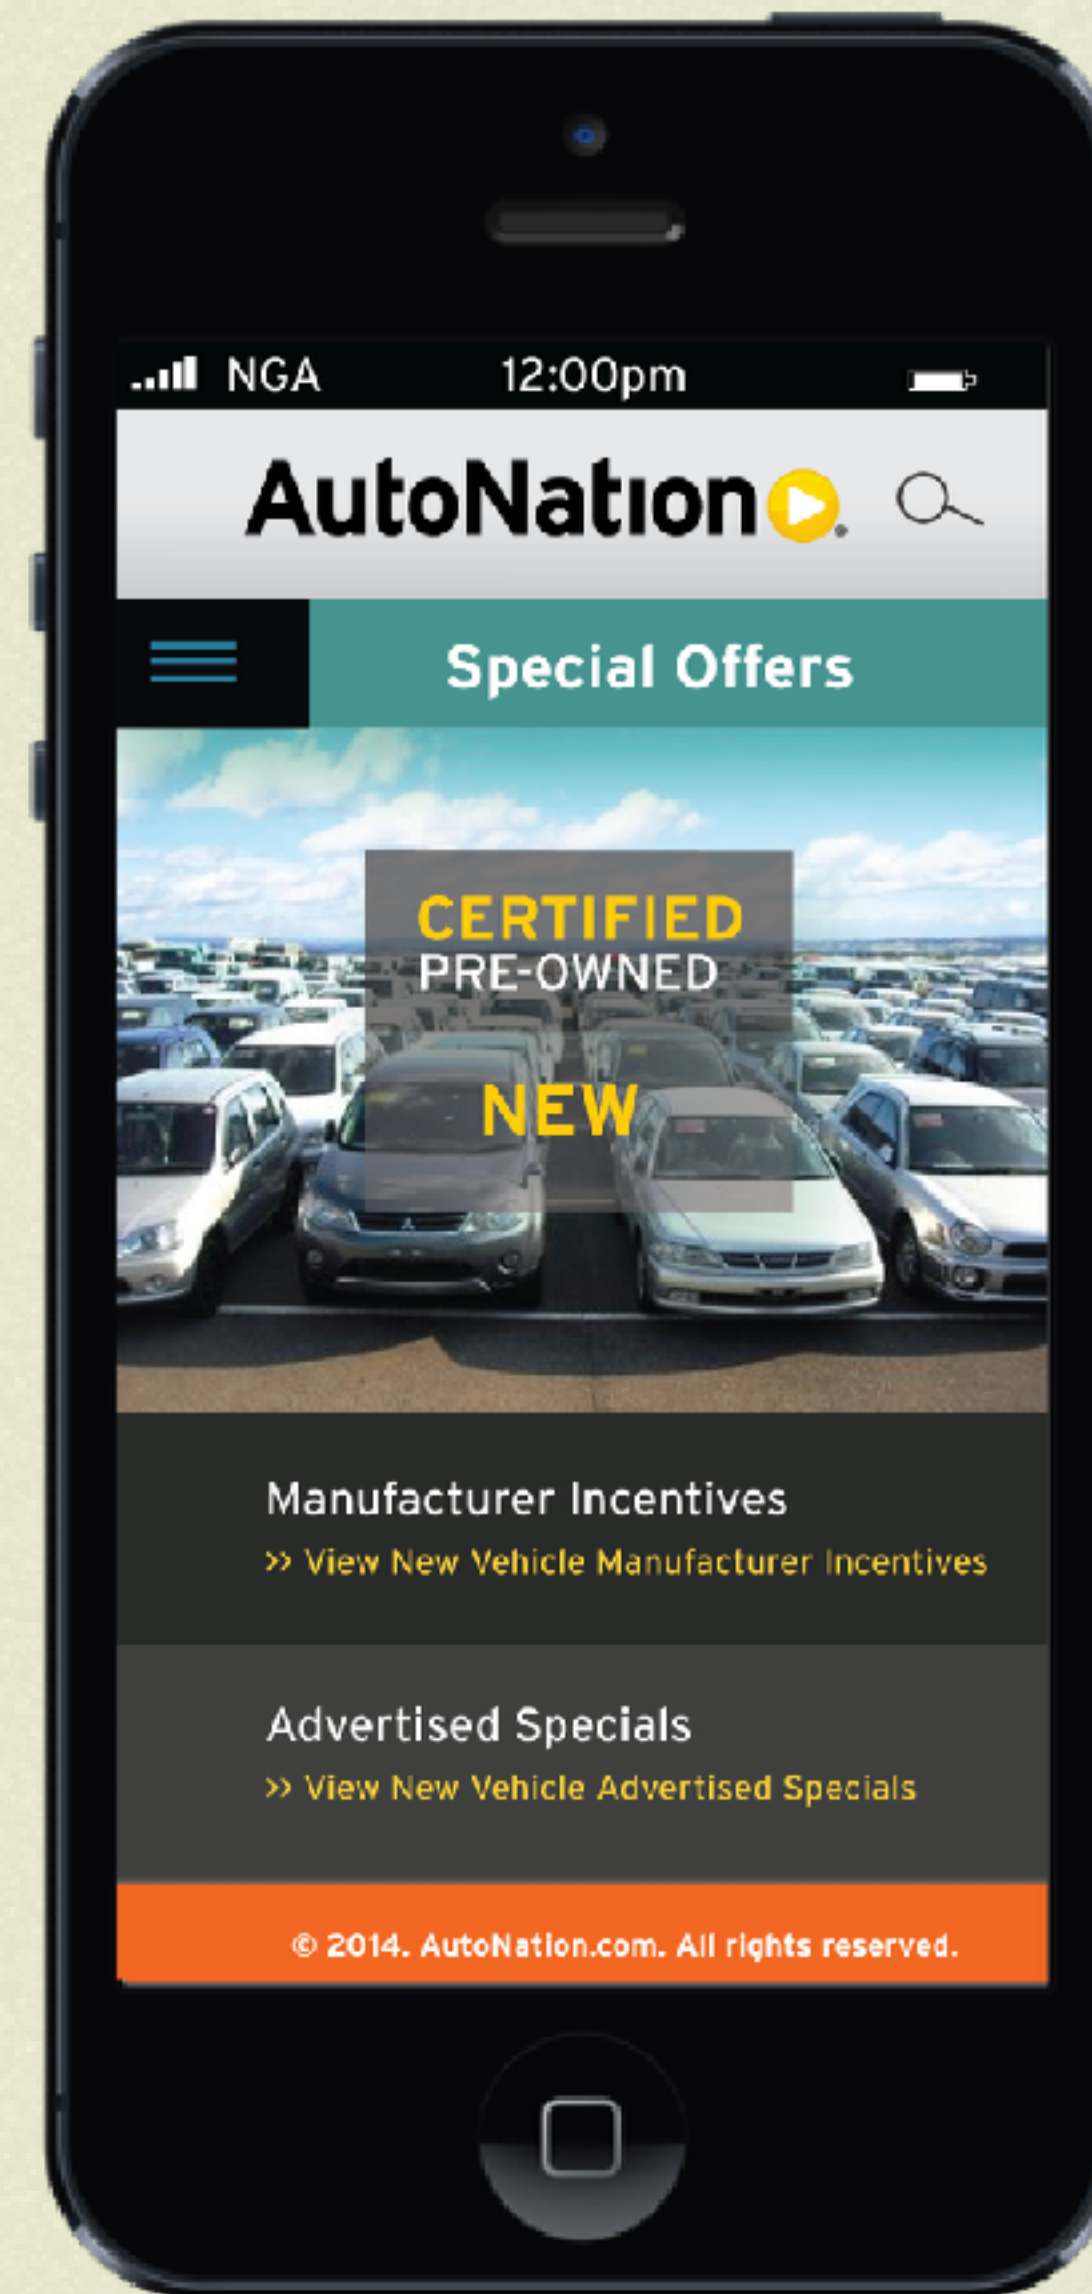 NGA 12:00pm
AutoNation
Special Offers
CERTIFIED
PRE-OWNED
NEW
Manufacturer Incentives
>> View New Vehicle Manufacturer Incentives
Advertised Specials
>> View New Vehicle Advertised Specials
© 2014. AutoNation.com. All rights reserved.